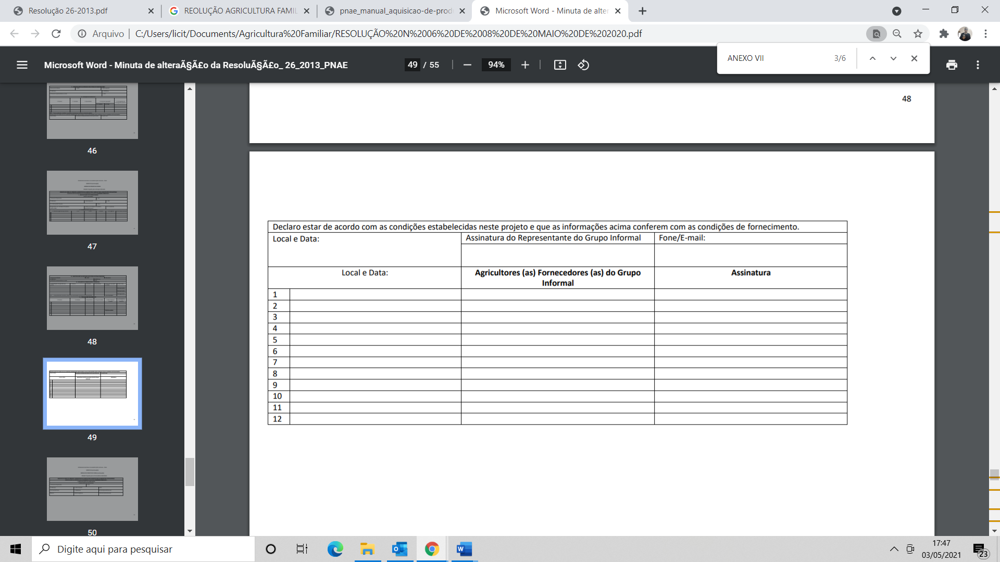 Resolução 26-2013.pdf
REOLUÇÃO AGRICULTURA FAMIL
pnae_manual_aquisicao-de-prod
Microsoft Word - Minuta de alter
Arquivo
C:/Users/licit/Documents/Agricultura%20Familiar/RESOLUÇÃO%20N%2006%20DE%2008%20DE%20MAIO%20DE%202020.pdf
ANEXO VII
3/6
Microsoft Word - Minuta de alteraÃ§Ã£o da ResoluÃ§Ã£o_ 26_2013_PNAE
49 / 55
94%
46
47
48
49
50
48
Declaro estar de acordo com as condições estabelecidas neste projeto e que as informações acima conferem com as condições de fornecimento.
Local e Data:
Assinatura do Representante do Grupo Informal
Fone/E-mail:
Local e Data:
Agricultores (as) Fornecedores (as) do Grupo
Informal
Assinatura
1
2
3
4
5
6
7
8
9
10
11
12
Digite aqui para pesquisar
17:47
03/05/2021
23